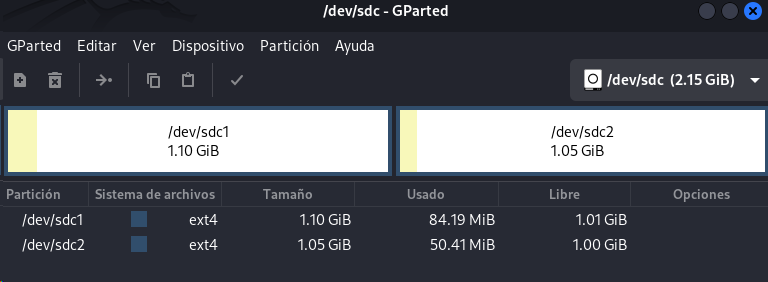 /dev/sdc - GParted
GParted Editar Ver Dispositivo Partición Ayuda
/dev/sdc (2.15 GiB)
/dev/sdc1
1.10 GiB
/dev/sdc2
1.05 GiB
Partición Sistema de archivos Tamaño Usado Libre Opciones
/dev/sdc1 ext4 1.10 GiB 84.19 MiB 1.01 GiB
/dev/sdc2 ext4 1.05 GiB 50.41 MiB 1.00 GiB